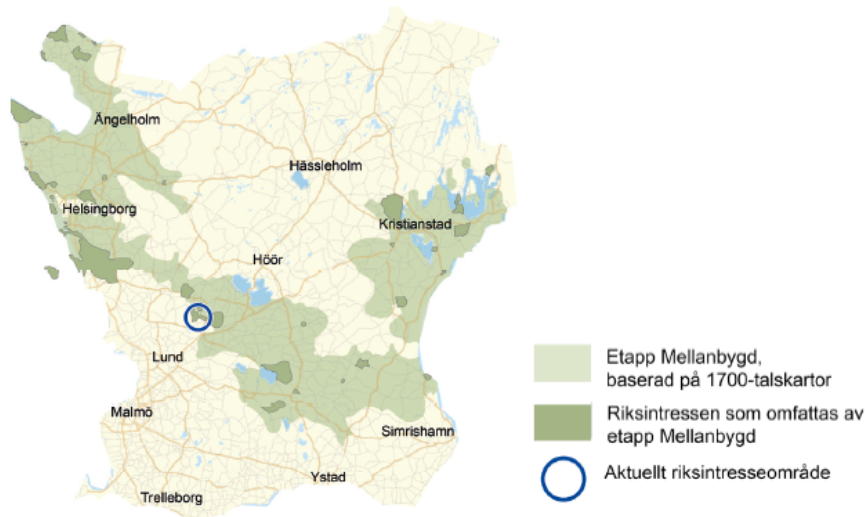 Ängelholm
Hässleholm
Helsingborg
Kristianstad
Höör
Lund
Malmö
Simrishamn
Ystad
Trelleborg
Etapp Mellanbygd,
baserad på 1700-talskartor
Riksintressen som omfattas av
etapp Mellanbygd
Aktuellt riksintresseområde